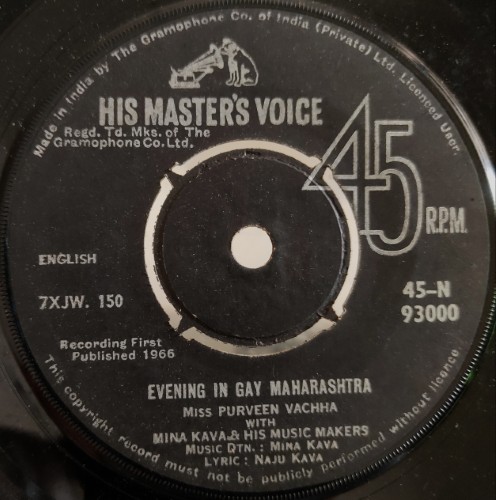 Made in India by The Gramophone Co. of India (Private) Ltd. Licenced User.
HIS MASTER'S VOICE
Regd. Td. Mks. of The
Gramophone Co. Ltd.
45
R.P.M.
ENGLISH
7XJW. 150
45-N
93000
Recording First
Published 1966
EVENING IN GAY MAHARASHTRA
MISS PURVEEN VACHHA
WITH
MINA KAVA & HIS MUSIC MAKERS
MUSIC DTN. : MINA KAVA
LYRIC : NAJU KAVA
This copyright record must not be publicly performed without licence